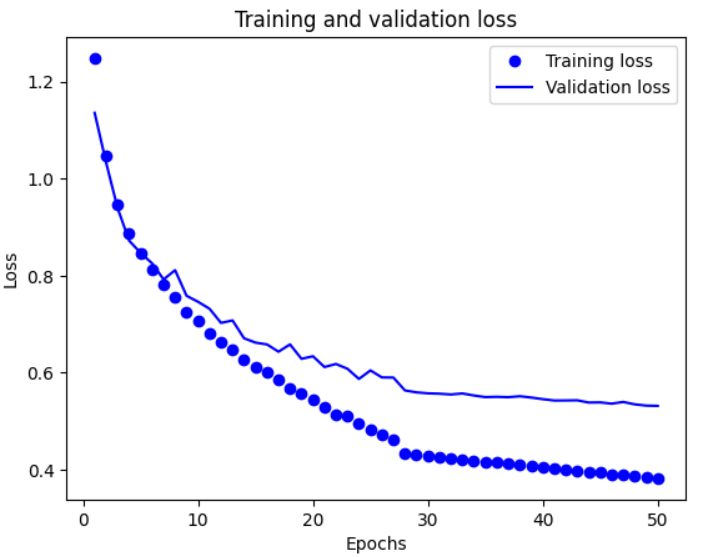 Training and validation loss
Training loss
Validation loss
1.2
1.0
0.8
0.6
0.4
Loss
0 10 20 30 40 50
Epochs